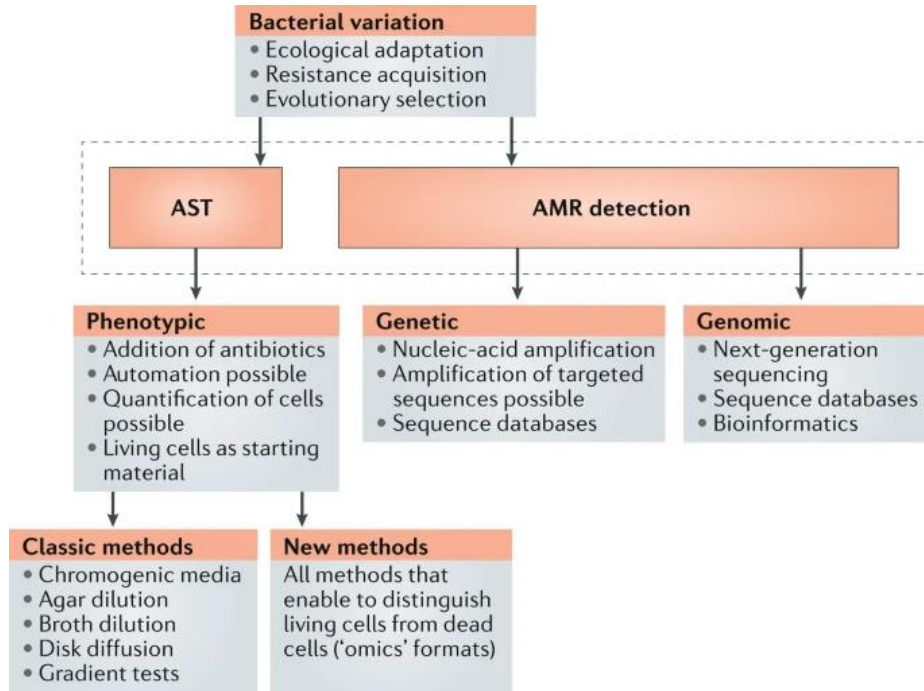 Bacterial variation
• Ecological adaptation
• Resistance acquisition
• Evolutionary selection
AST
AMR detection
Phenotypic
• Addition of antibiotics
• Automation possible
• Quantification of cells
possible
• Living cells as starting
material
Genetic
• Nucleic-acid amplification
• Amplification of targeted
sequences possible
• Sequence databases
Genomic
• Next-generation
sequencing
• Sequence databases
• Bioinformatics
Classic methods
• Chromogenic media
• Agar dilution
• Broth dilution
• Disk diffusion
• Gradient tests
New methods
All methods that
enable to distinguish
living cells from dead
cells (‘omics’ formats)